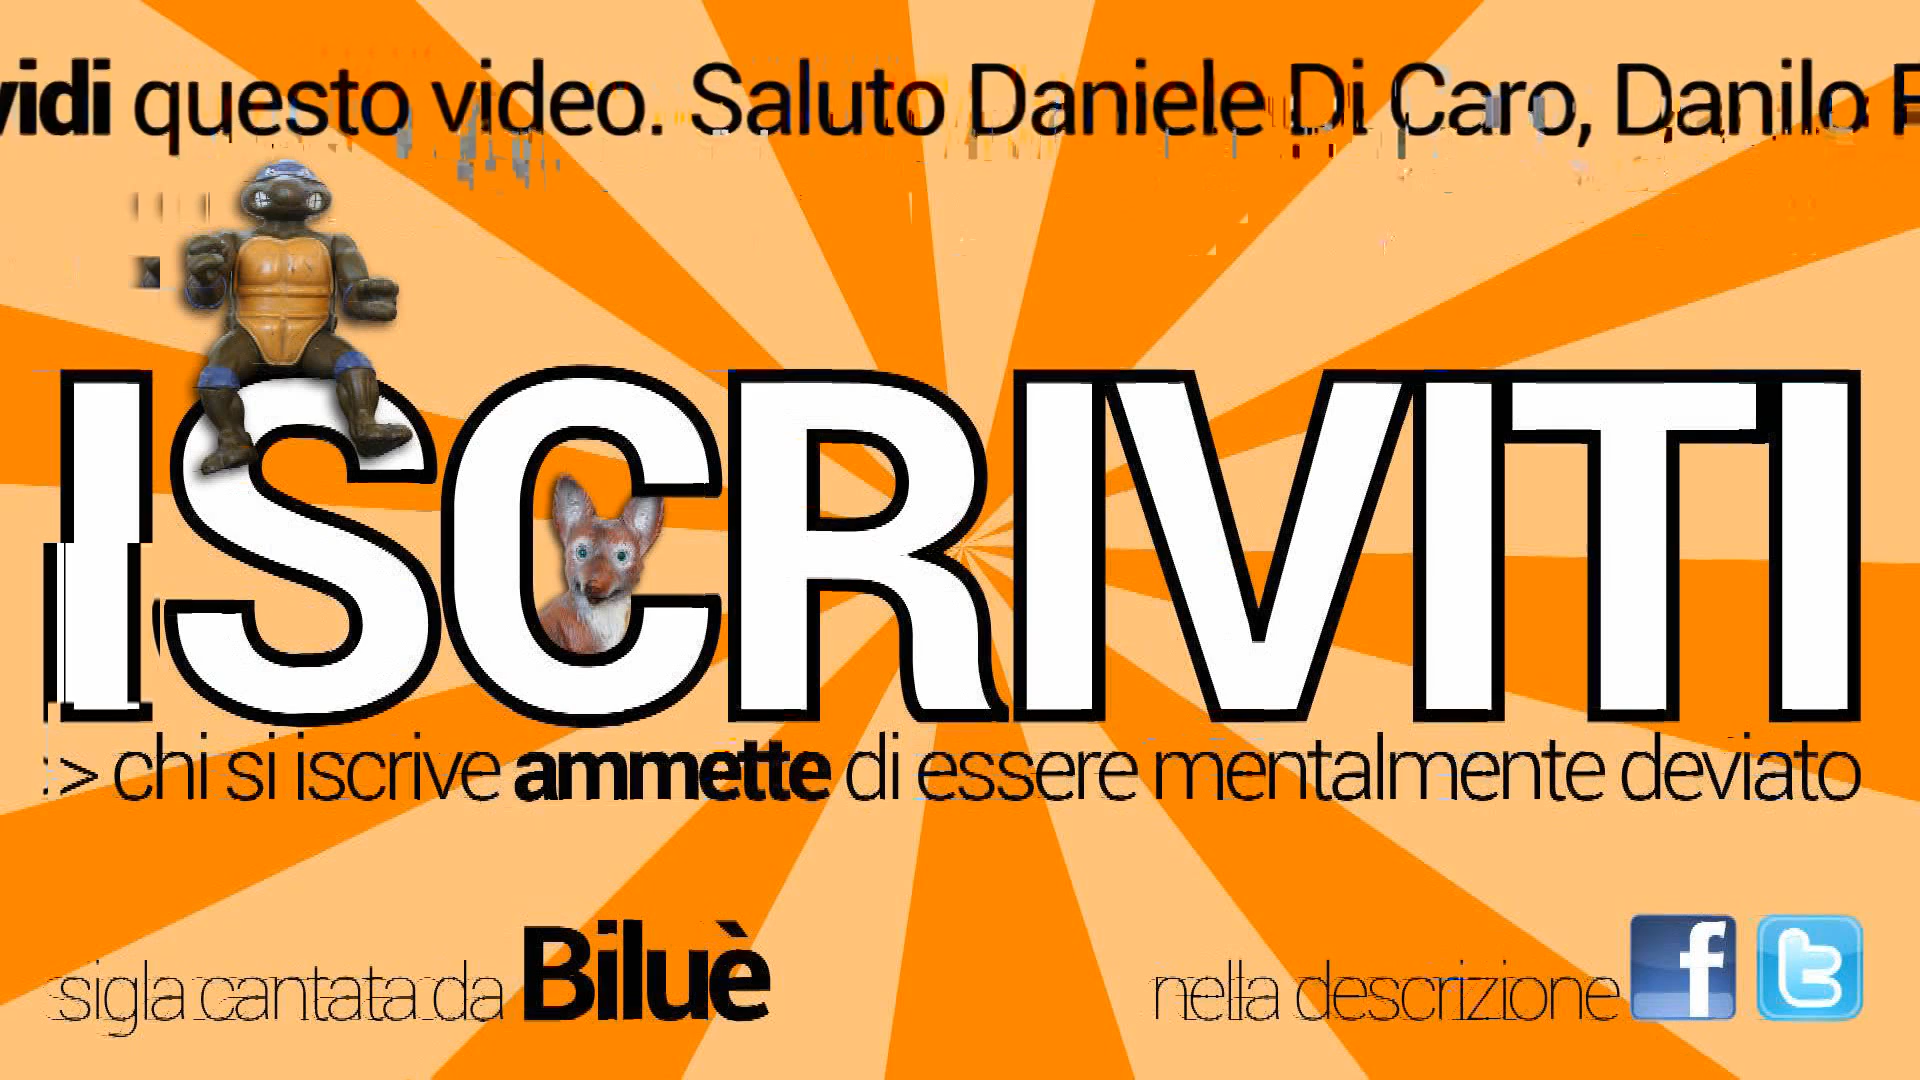 vidi questo video. Saluto Daniele Di Caro, Danilo
ISCRIVITI
:> chi si iscrive ammette di essere mentalmente deviato
sigla cantata da Biluè
nella descrizione f t